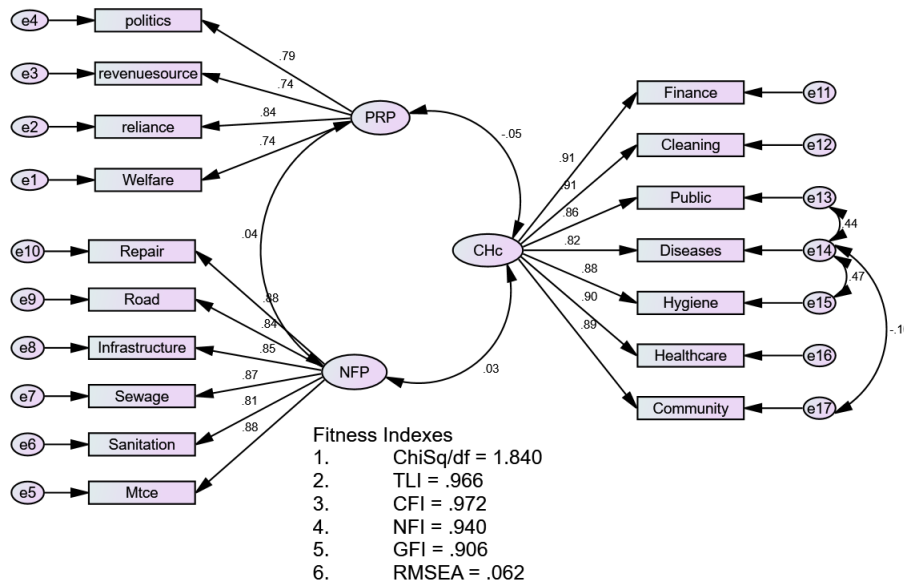 e4 politics
.79
e3 revenuesource
.74
e2 reliance
.84
PRP
e1 Welfare
.74
-.05
.04
e10 Repair
.88
e9 Road
.84
e8 Infrastructure
.85
NFP
e7 Sewage
.87
e6 Sanitation
.81
e5 Mtce
.88
.03
CHc
Finance e11
.91
Cleaning e12
.91
Public e13
.86
.44
Diseases e14
.82
.47
Hygiene e15
.88
Healthcare e16
.90
Community e17
.89
Fitness Indexes
1. ChiSq/df = 1.840
2. TLI = .966
3. CFI = .972
4. NFI = .940
5. GFI = .906
6. RMSEA = .062